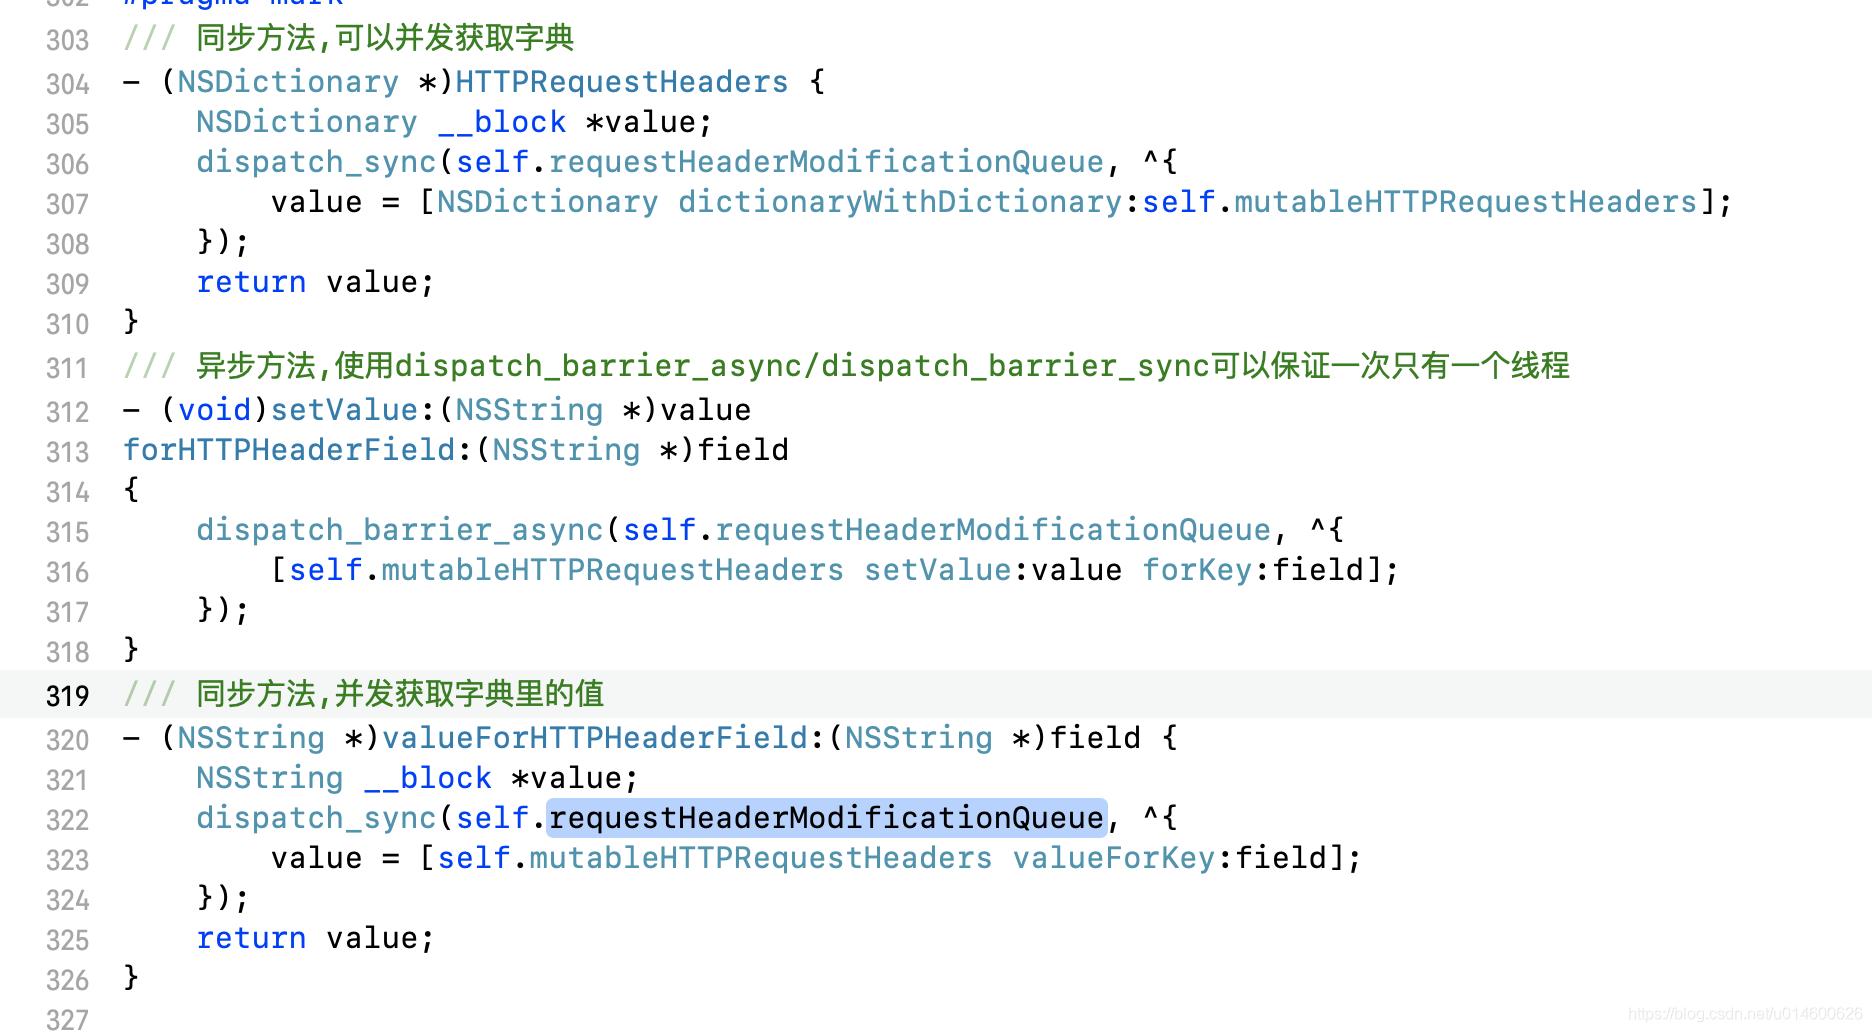 302 #pragma mark
303 /// 同步方法,可以并发获取字典
304 – (NSDictionary *)HTTPRequestHeaders {
305 NSDictionary __block *value;
306 dispatch_sync(self.requestHeaderModificationQueue, ^{
307 value = [NSDictionary dictionaryWithDictionary:self.mutableHTTPRequestHeaders];
308 });
309 return value;
310 }
311 /// 异步方法,使用dispatch_barrier_async/dispatch_barrier_sync可以保证一次只有一个线程
312 – (void)setValue:(NSString *)value
313 forHTTPHeaderField:(NSString *)field
314 {
315 dispatch_barrier_async(self.requestHeaderModificationQueue, ^{
316 [self.mutableHTTPRequestHeaders setValue:value forKey:field];
317 });
318 }
319 /// 同步方法,并发获取字典里的值
320 – (NSString *)valueForHTTPHeaderField:(NSString *)field {
321 NSString __block *value;
322 dispatch_sync(self.requestHeaderModificationQueue, ^{
323 value = [self.mutableHTTPRequestHeaders valueForKey:field];
324 });
325 return value;
326 }
327
https://blog.csdn.net/u014600626